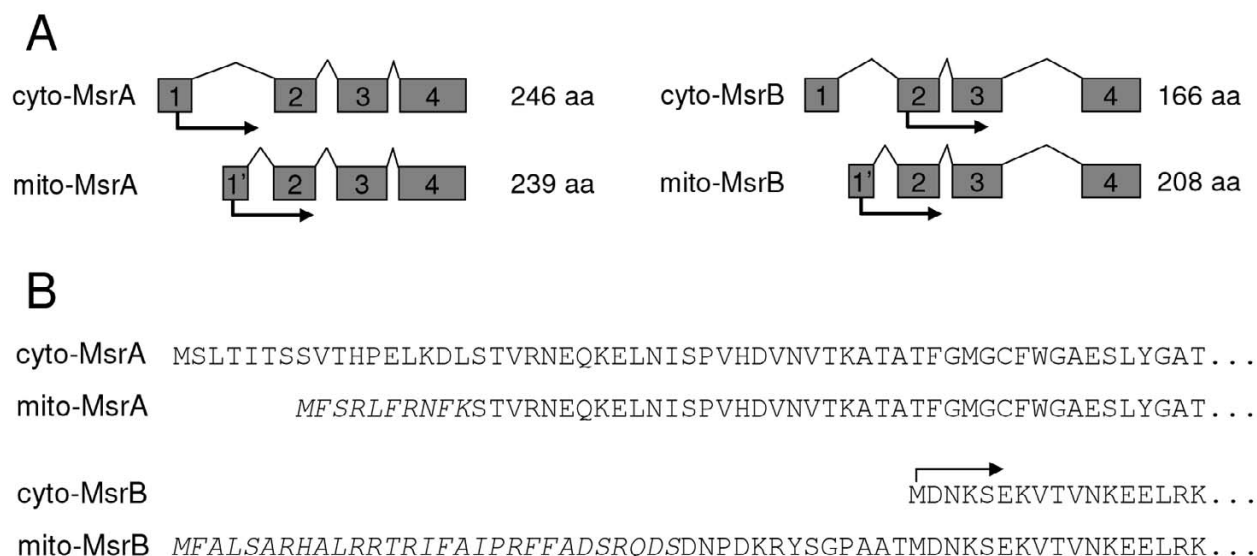 A
cyto-MsrA 1 2 3 4 246 aa
mito-MsrA 1' 2 3 4 239 aa
cyto-MsrB 1 2 3 4 166 aa
mito-MsrB 1' 2 3 4 208 aa
B
cyto-MsrA MSLTITSSVTHPELKDLSTVRNEQKELNISPVHDVNVTKATATFGMGCFWGAESLYGAT...
mito-MsrA MFSRLFRNFKSTVRNEQKELNISPVHDVNVTKATATFGMGCFWGAESLYGAT...
cyto-MsrB MDNKSEKVTVNKEELRK...
mito-MsrB MFALSARHALRRTRIFAIPRFFADSRQDSDNPDKRYSGPAATMDNKSEKVTVNKEELRK...